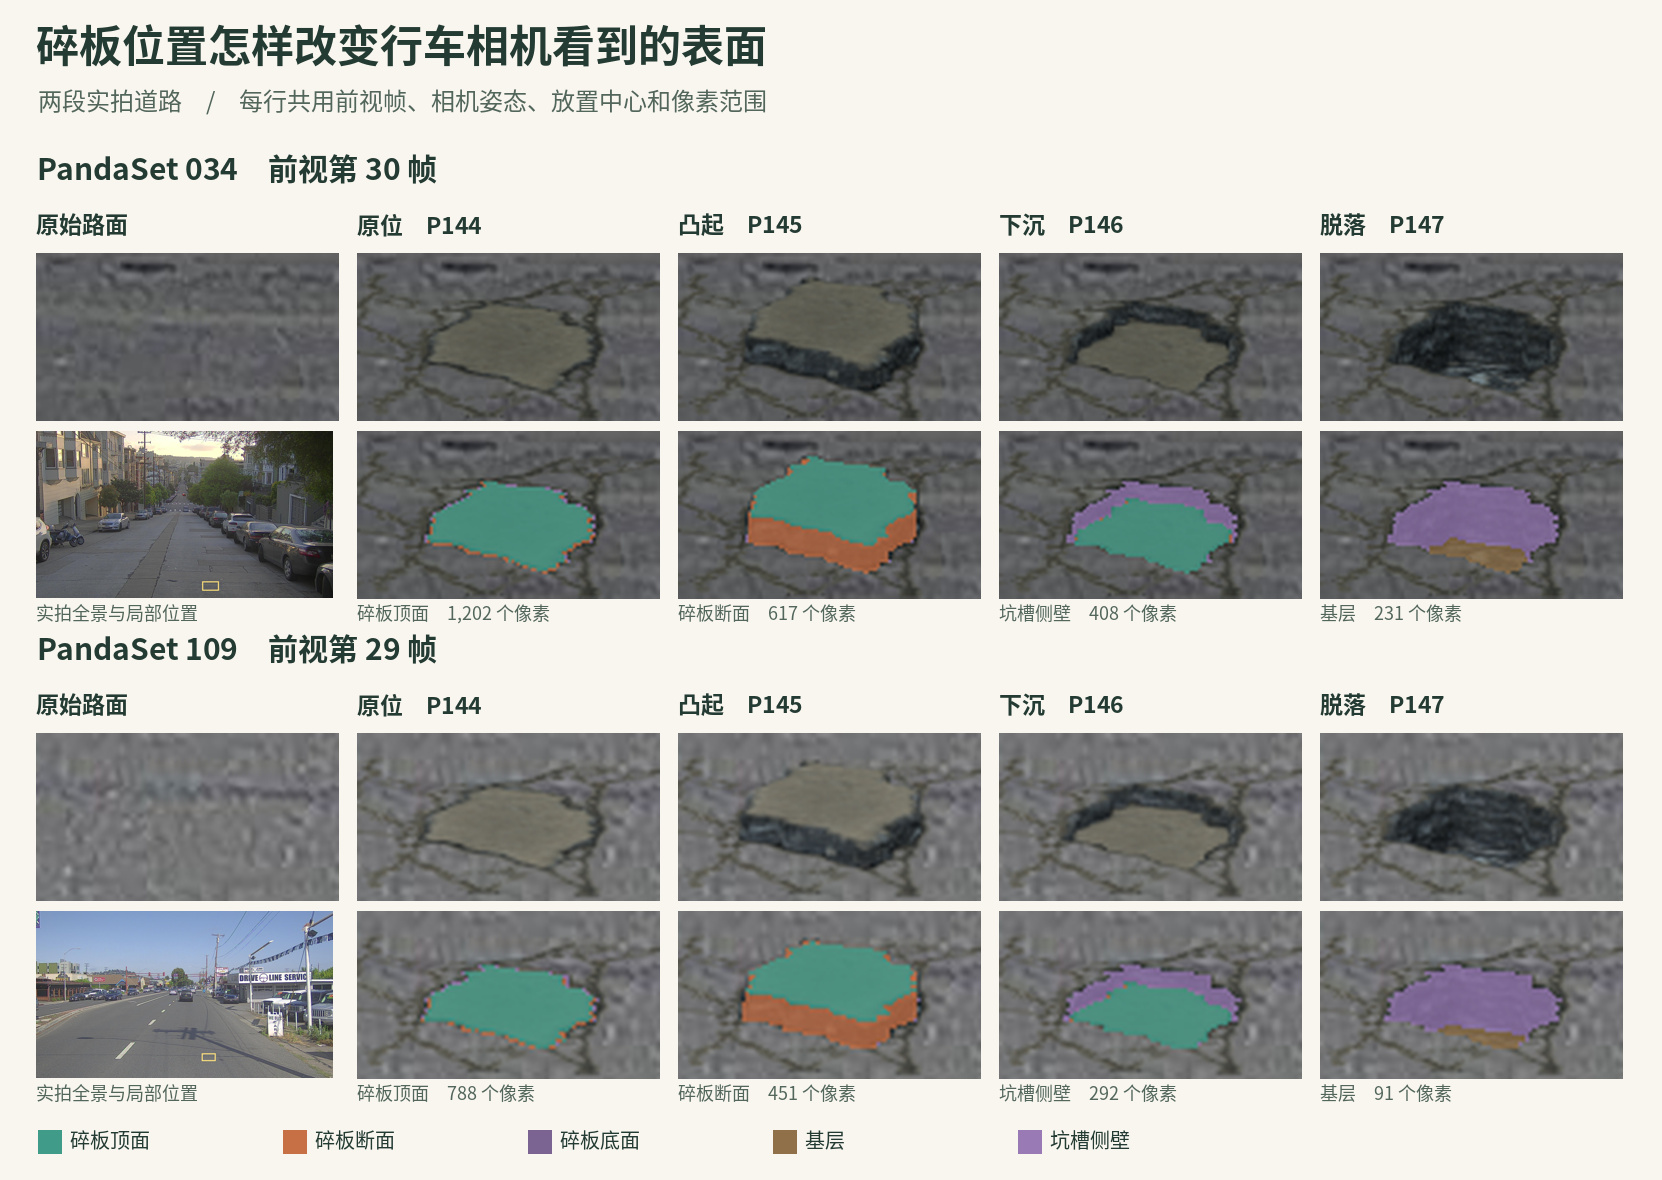 碎板位置怎样改变行车相机看到的表面
两段实拍道路 / 每行共用前视帧、相机姿态、放置中心和像素范围
PandaSet 034 前视第 30 帧
原始路面 原位 P144 凸起 P145 下沉 P146 脱落 P147
实拍全景与局部位置 碎板顶面 1,202 个像素 碎板断面 617 个像素 坑槽侧壁 408 个像素 基层 231 个像素
PandaSet 109 前视第 29 帧
原始路面 原位 P144 凸起 P145 下沉 P146 脱落 P147
DRIVE LINE SERVIC
实拍全景与局部位置 碎板顶面 788 个像素 碎板断面 451 个像素 坑槽侧壁 292 个像素 基层 91 个像素
碎板顶面 碎板断面 碎板底面 基层 坑槽侧壁